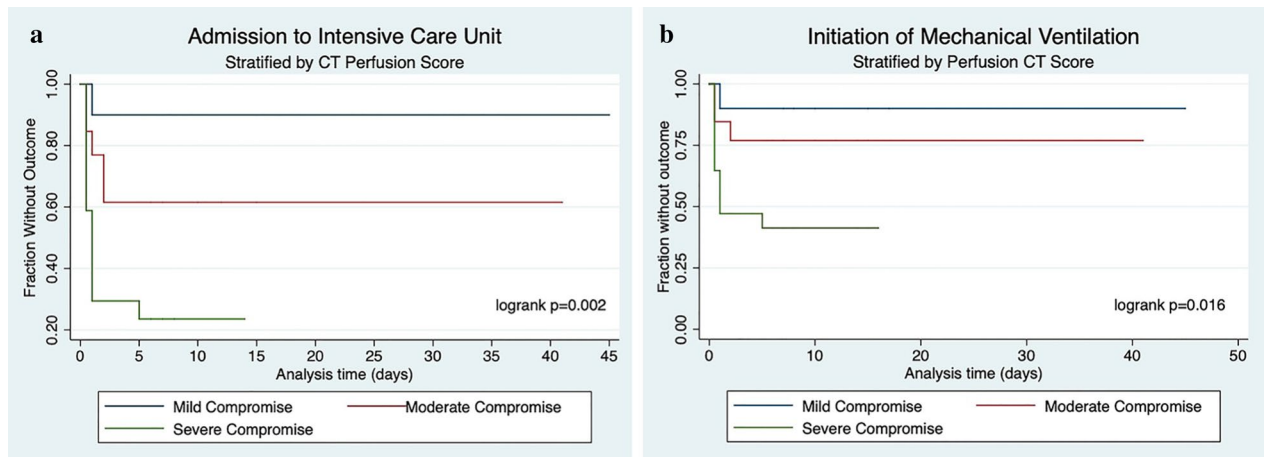 a
Admission to Intensive Care Unit
Stratified by CT Perfusion Score
Fraction Without Outcome
1.00
0.80
0.60
0.40
0.20
logrank p=0.002
0 5 10 15 20 25 30 35 40 45
Analysis time (days)
Mild Compromise Moderate Compromise
Severe Compromise
b
Initiation of Mechanical Ventilation
Stratified by Perfusion CT Score
Fraction without outcome
1.00
0.75
0.50
0.25
0.00
logrank p=0.016
0 10 20 30 40 50
Analysis time (days)
Mild Compromise Moderate Compromise
Severe Compromise